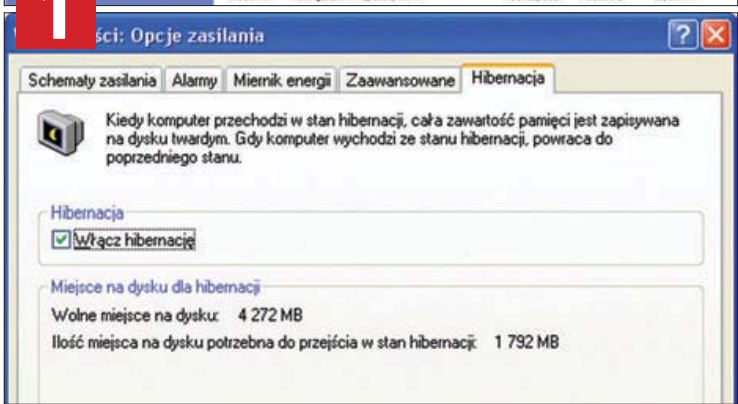 1
ści: Opcje zasilania
Schematy zasilania Alarmy Miernik energii Zaawansowane Hibernacja
Kiedy komputer przechodzi w stan hibernacji, cała zawartość pamięci jest zapisywana
na dysku twardym. Gdy komputer wychodzi ze stanu hibernacji, powraca do
poprzedniego stanu.
Hibernacja
Włącz hibernację
Miejsce na dysku dla hibernacji
Wolne miejsce na dysku: 4 272 MB
Ilość miejsca na dysku potrzebna do przejścia w stan hibernacji: 1 792 MB